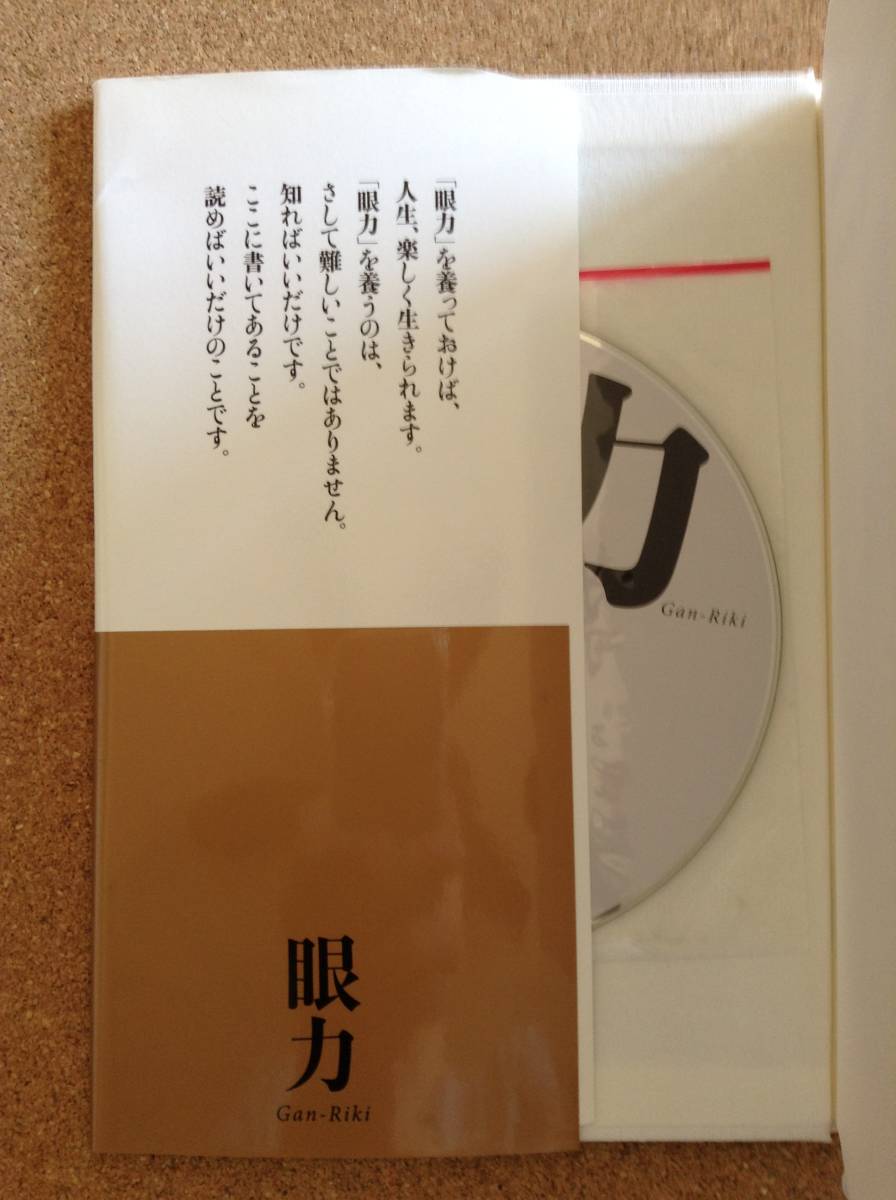 「眼力」を養っておけば、
人生、楽しく生きられます。
「眼力」を養うのは、
さして難しいことではありません。
知ればいいだけです。
ここに書いてあることを
読めばいいだけのことです。
眼力
Gan-Riki
力
Gan-Riki